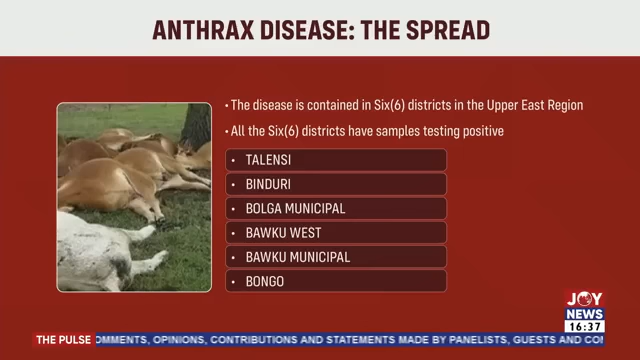 ANTHRAX DISEASE: THE SPREAD
• The disease is contained in Six(6) districts in the Upper East Region
• All the Six(6) districts have samples testing positive
• TALENSI
• BINDURI
• BOLGA MUNICIPAL
• BAWKU WEST
• BAWKU MUNICIPAL
• BONGO
JOY
NEWS
16:37
THE PULSE
OMMENTS, OPINIONS, CONTRIBUTIONS AND STATEMENTS MADE BY PANELISTS, GUESTS AND CO